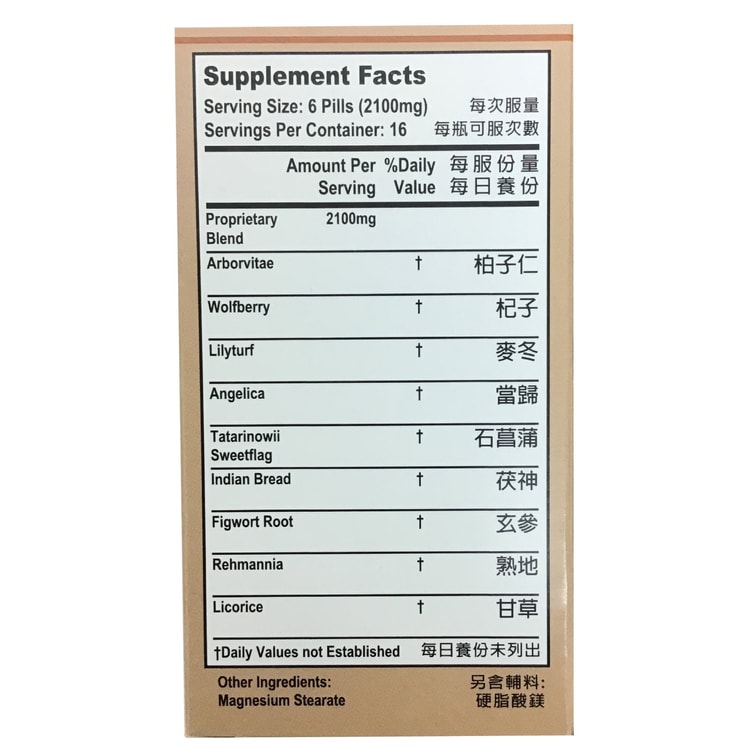 Supplement Facts
Serving Size: 6 Pills (2100mg) 每次服量
Servings Per Container: 16 每瓶可服次數
Amount Per %Daily 每服份量
Serving Value 每日養份
Proprietary 2100mg
Blend
Arborvitae † 柏子仁
Wolfberry † 杞子
Lilyturf † 麥冬
Angelica † 當歸
Tatarinowii † 石菖蒲
Sweetflag
Indian Bread † 茯神
Figwort Root † 玄參
Rehmannia † 熟地
Licorice † 甘草
†Daily Values not Established 每日養份未列出
Other Ingredients: 另含輔料:
Magnesium Stearate 硬脂酸鎂